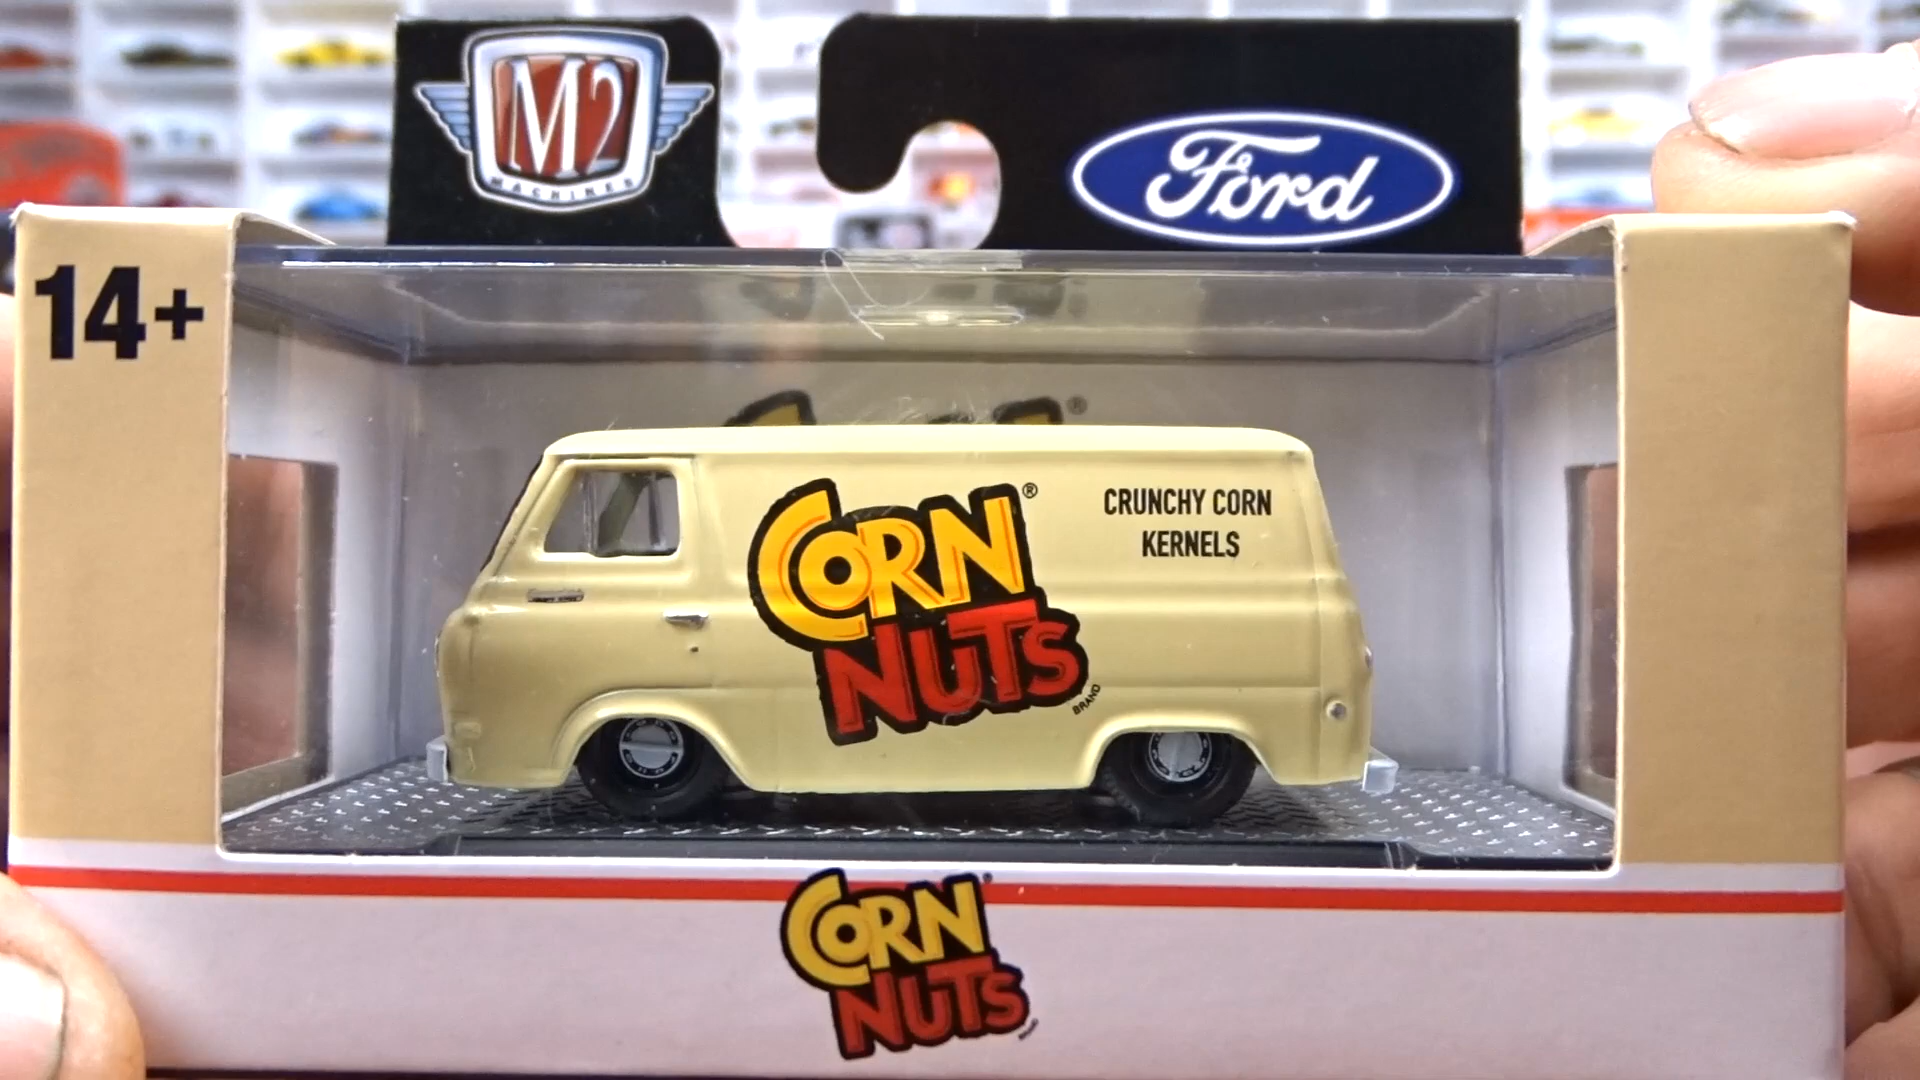 M2
MACHINES
Ford
14+
CORN
NUTS
®
BRAND
CRUNCHY CORN
KERNELS
CORN
NUTS